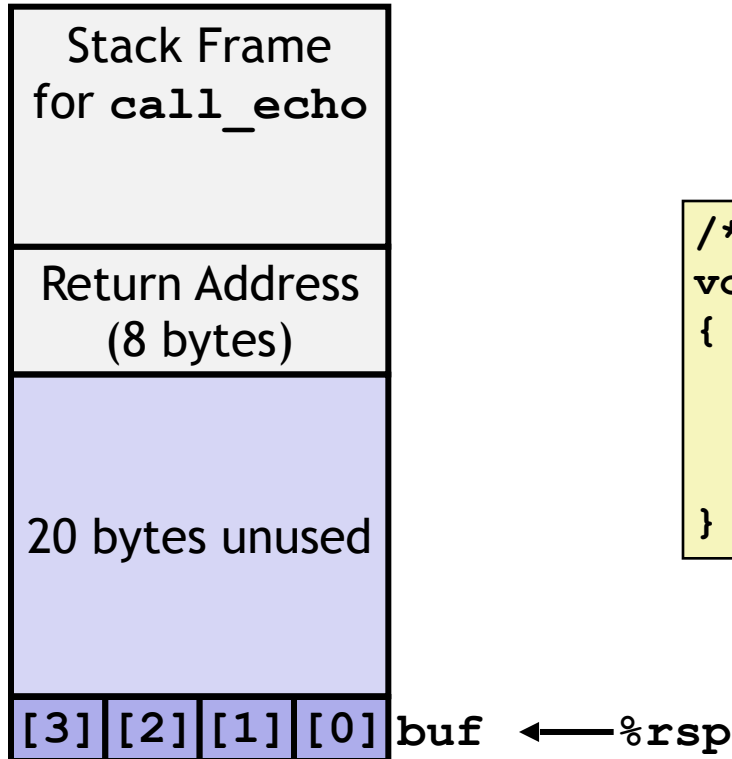 Stack Frame
for call_echo
Return Address
(8 bytes)
20 bytes unused
[3] [2] [1] [0] buf %rsp
/*
{
}